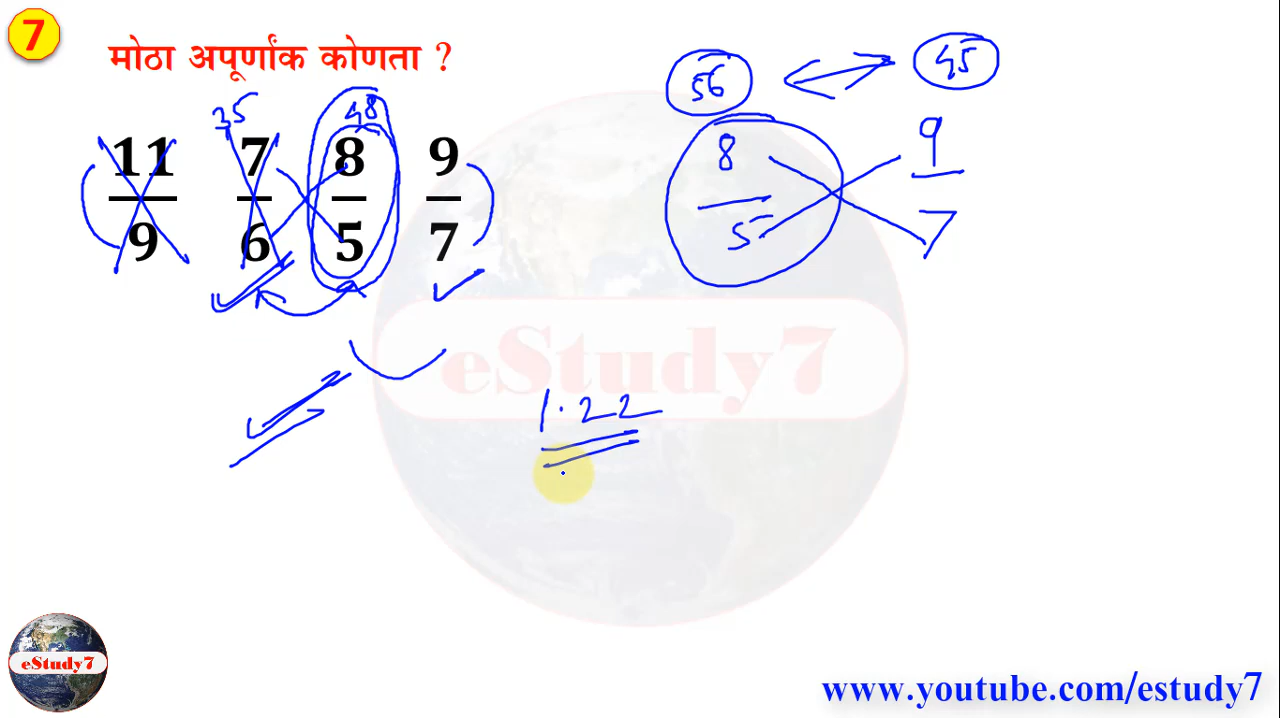 7
मोठा अपूर्णांक कोणता ?
35 48
11 7 8 9
9 6 5 7
56 45
8 9
5 7
eStudy7
1.22
eStudy7
www.youtube.com/estudy7